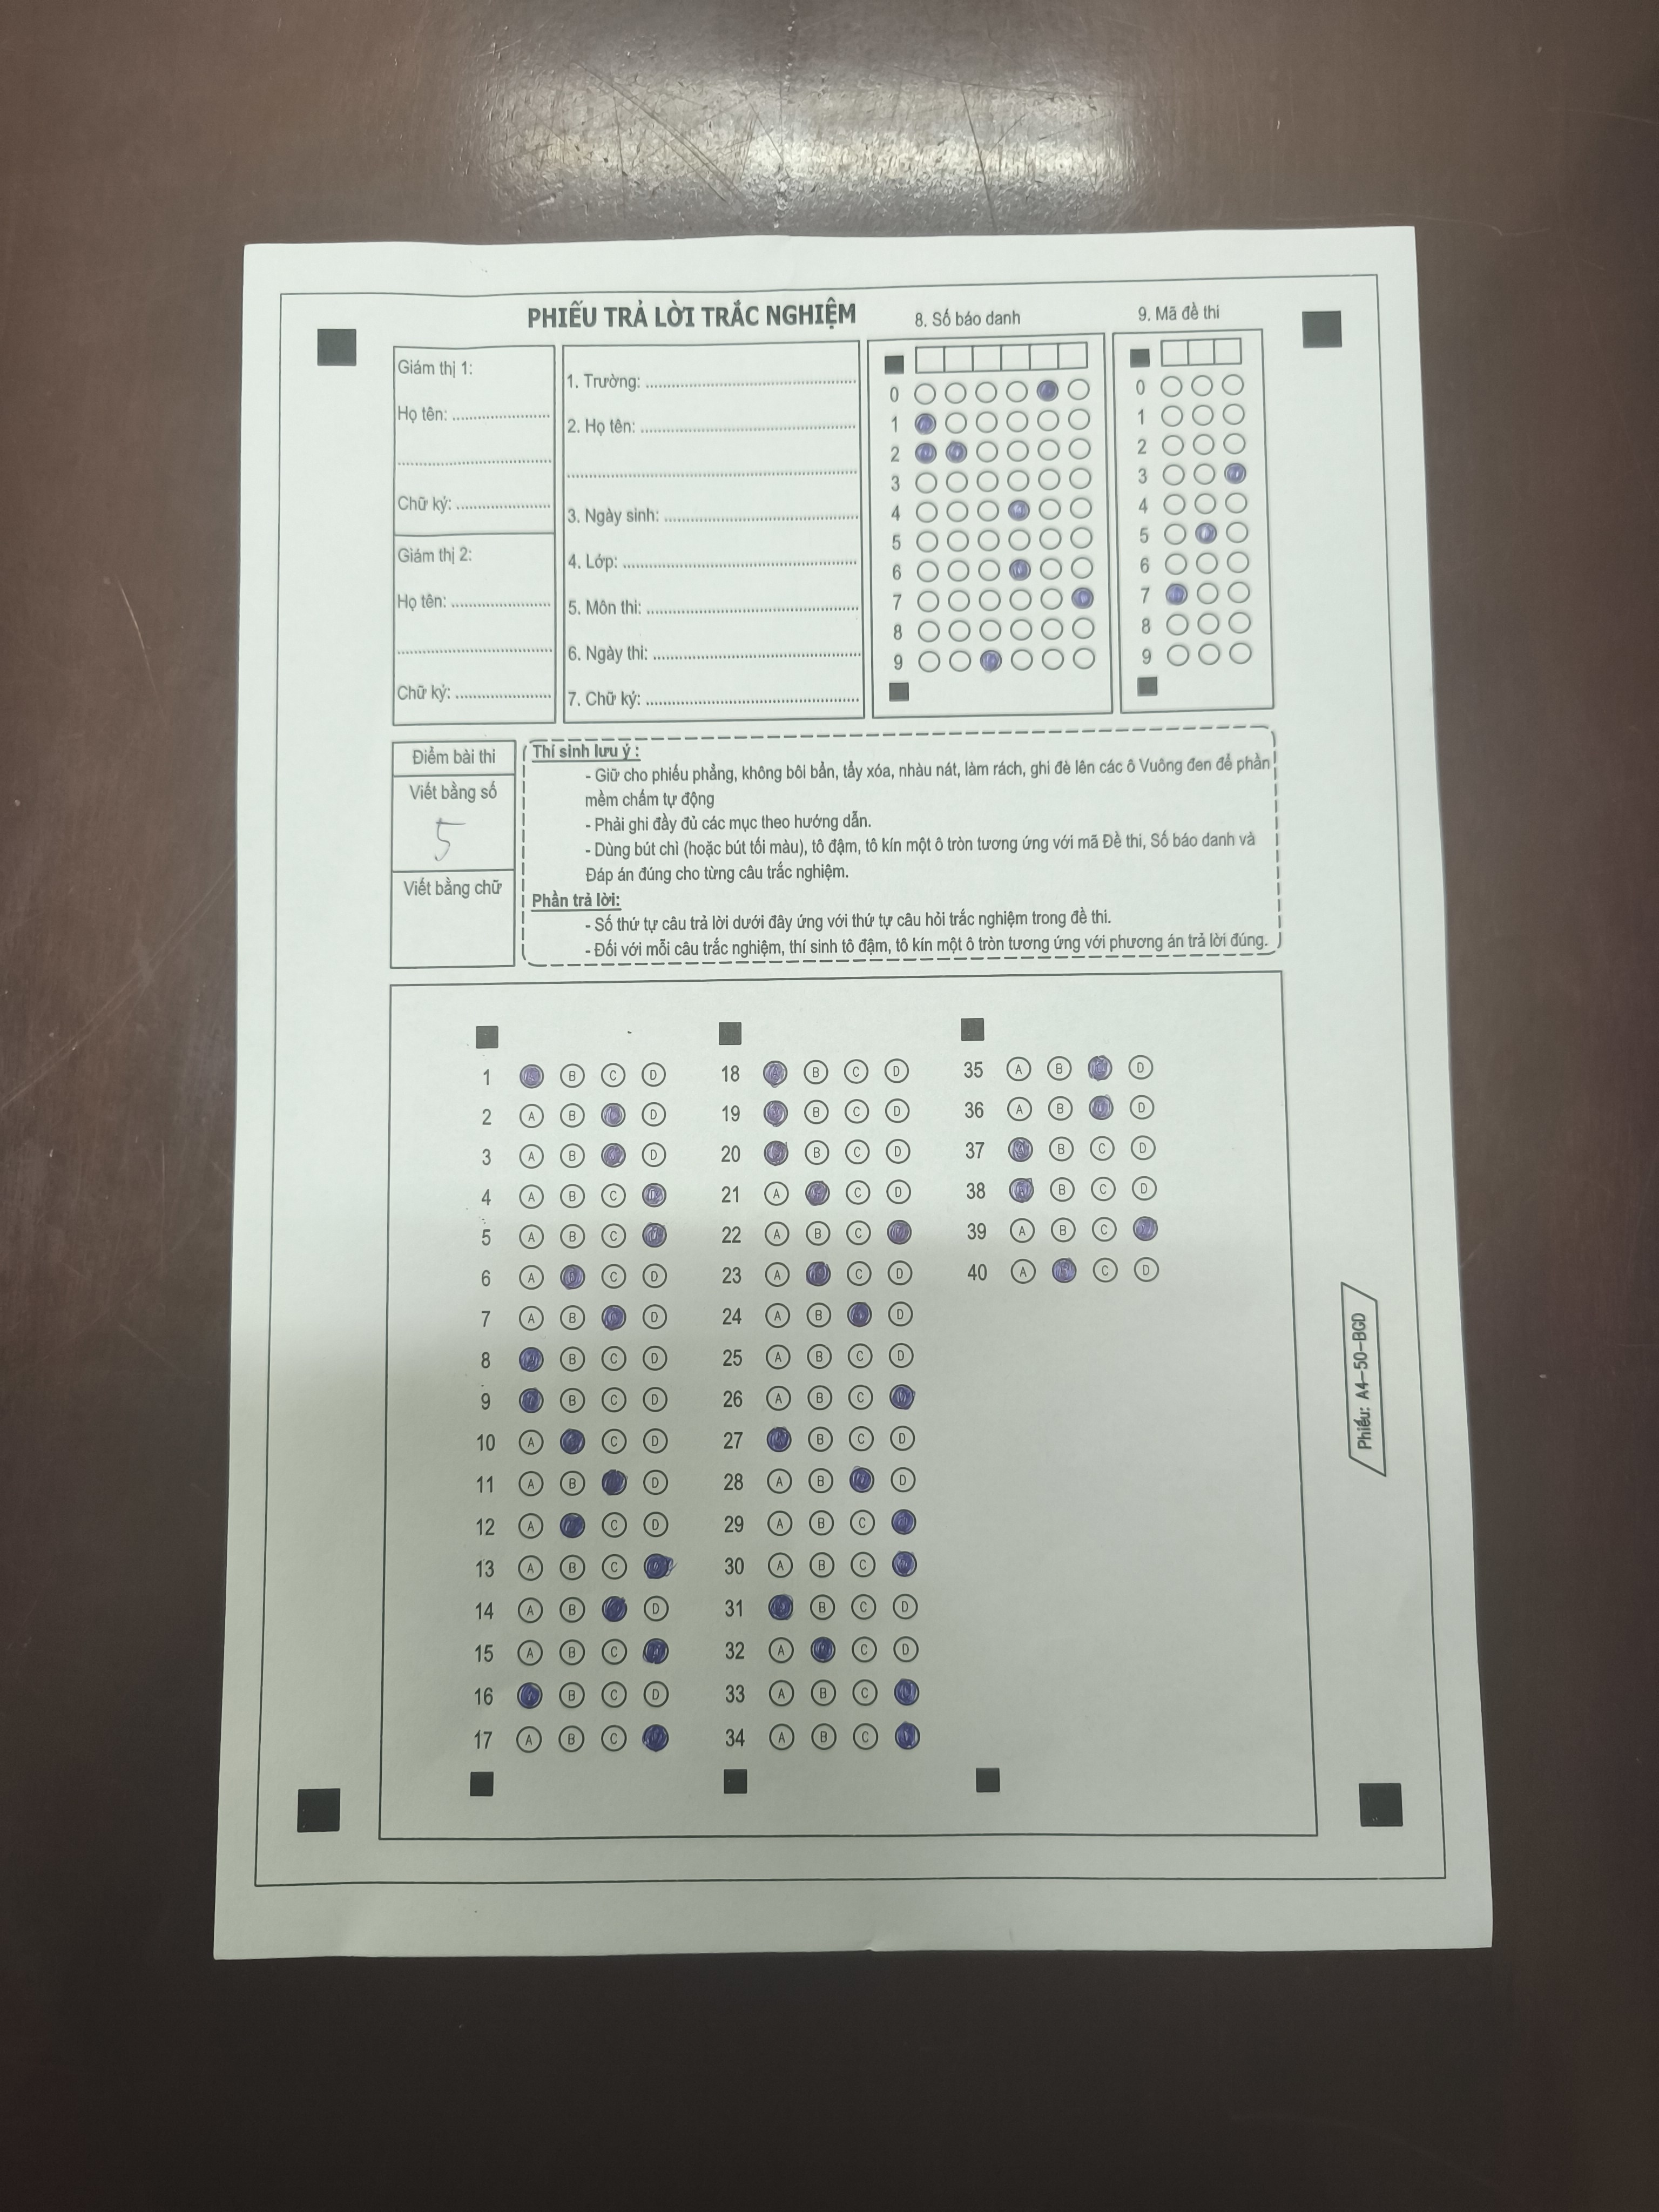 PHIẾU TRẢ LỜI TRẮC NGHIỆM
Giám thị 1:
Họ tên: ....................
Chữ ký: ....................
Giám thị 2:
Họ tên: ....................
Chữ ký: ....................
1. Trường: ....................
2. Họ tên: ....................
3. Ngày sinh: ....................
4. Lớp: ....................
5. Môn thi: ....................
6. Ngày thi: ....................
7. Chữ ký: ....................
8. Số báo danh
0
1
2
3
4
5
6
7
8
9
9. Mã đề thi
0
1
2
3
4
5
6
7
8
9
Điểm bài thi
Viết bằng số
5
Viết bằng chữ
Thí sinh lưu ý :
- Giữ cho phiếu phẳng, không bôi bẩn, tẩy xóa, nhàu nát, làm rách, ghi đè lên các ô Vuông đen để phần
mềm chấm tự động
- Phải ghi đầy đủ các mục theo hướng dẫn.
- Dùng bút chì (hoặc bút tối màu), tô đậm, tô kín một ô tròn tương ứng với mã Đề thi, Số báo danh và
Đáp án đúng cho từng câu trắc nghiệm.
Phần trả lời:
- Số thứ tự câu trả lời dưới đây ứng với thứ tự câu hỏi trắc nghiệm trong đề thi.
- Đối với mỗi câu trắc nghiệm, thí sinh tô đậm, tô kín một ô tròn tương ứng với phương án trả lời đúng.
1 B C D
2 A B D
3 A B D
4 A B C
5 A B C
6 A C D
7 A B D
8 B C D
9 B C D
10 A C D
11 A B D
12 A C D
13 A B C
14 A B D
15 A B C
16 B C D
17 A B C
18 B C D
19 B C D
20 B C D
21 A C D
22 A B C
23 A C D
24 A B D
25 A B C D
26 A B C
27 B C D
28 A B D
29 A B C
30 A B C
31 B C D
32 A C D
33 A B C
34 A B C
35 A B D
36 A B D
37 B C D
38 B C D
39 A B C
40 A C D
Phiếu: A4-50-BGD